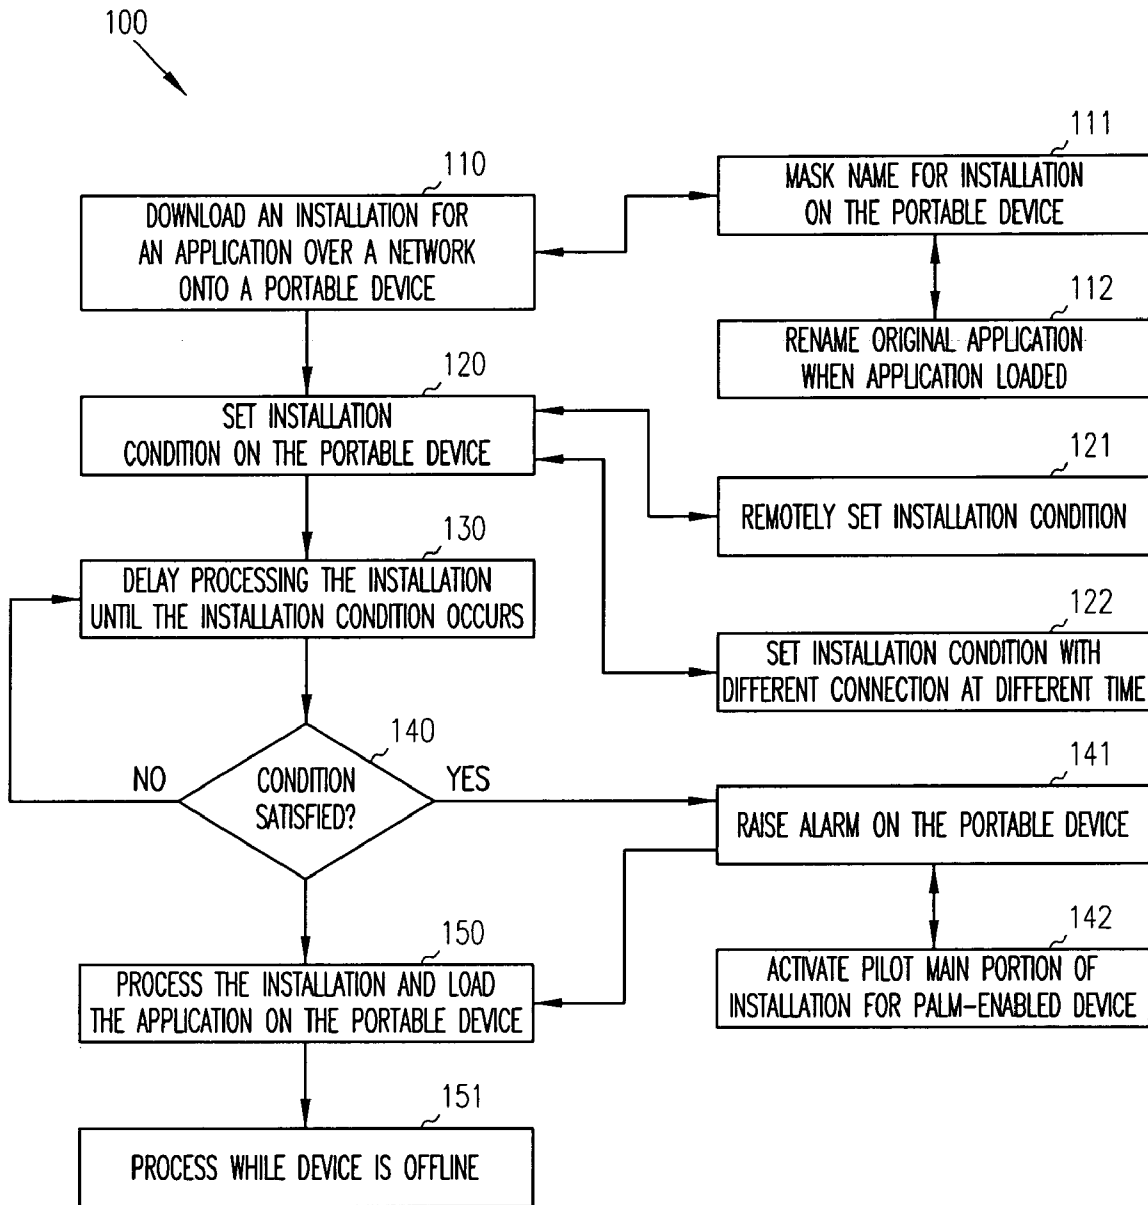 100
110
DOWNLOAD AN INSTALLATION FOR
AN APPLICATION OVER A NETWORK
ONTO A PORTABLE DEVICE
111
MASK NAME FOR INSTALLATION
ON THE PORTABLE DEVICE
112
RENAME ORIGINAL APPLICATION
WHEN APPLICATION LOADED
120
SET INSTALLATION
CONDITION ON THE PORTABLE DEVICE
121
REMOTELY SET INSTALLATION CONDITION
130
DELAY PROCESSING THE INSTALLATION
UNTIL THE INSTALLATION CONDITION OCCURS
122
SET INSTALLATION CONDITION WITH
DIFFERENT CONNECTION AT DIFFERENT TIME
140
NO
CONDITION
SATISFIED?
YES
141
RAISE ALARM ON THE PORTABLE DEVICE
142
ACTIVATE PILOT MAIN PORTION OF
INSTALLATION FOR PALM-ENABLED DEVICE
150
PROCESS THE INSTALLATION AND LOAD
THE APPLICATION ON THE PORTABLE DEVICE
151
PROCESS WHILE DEVICE IS OFFLINE